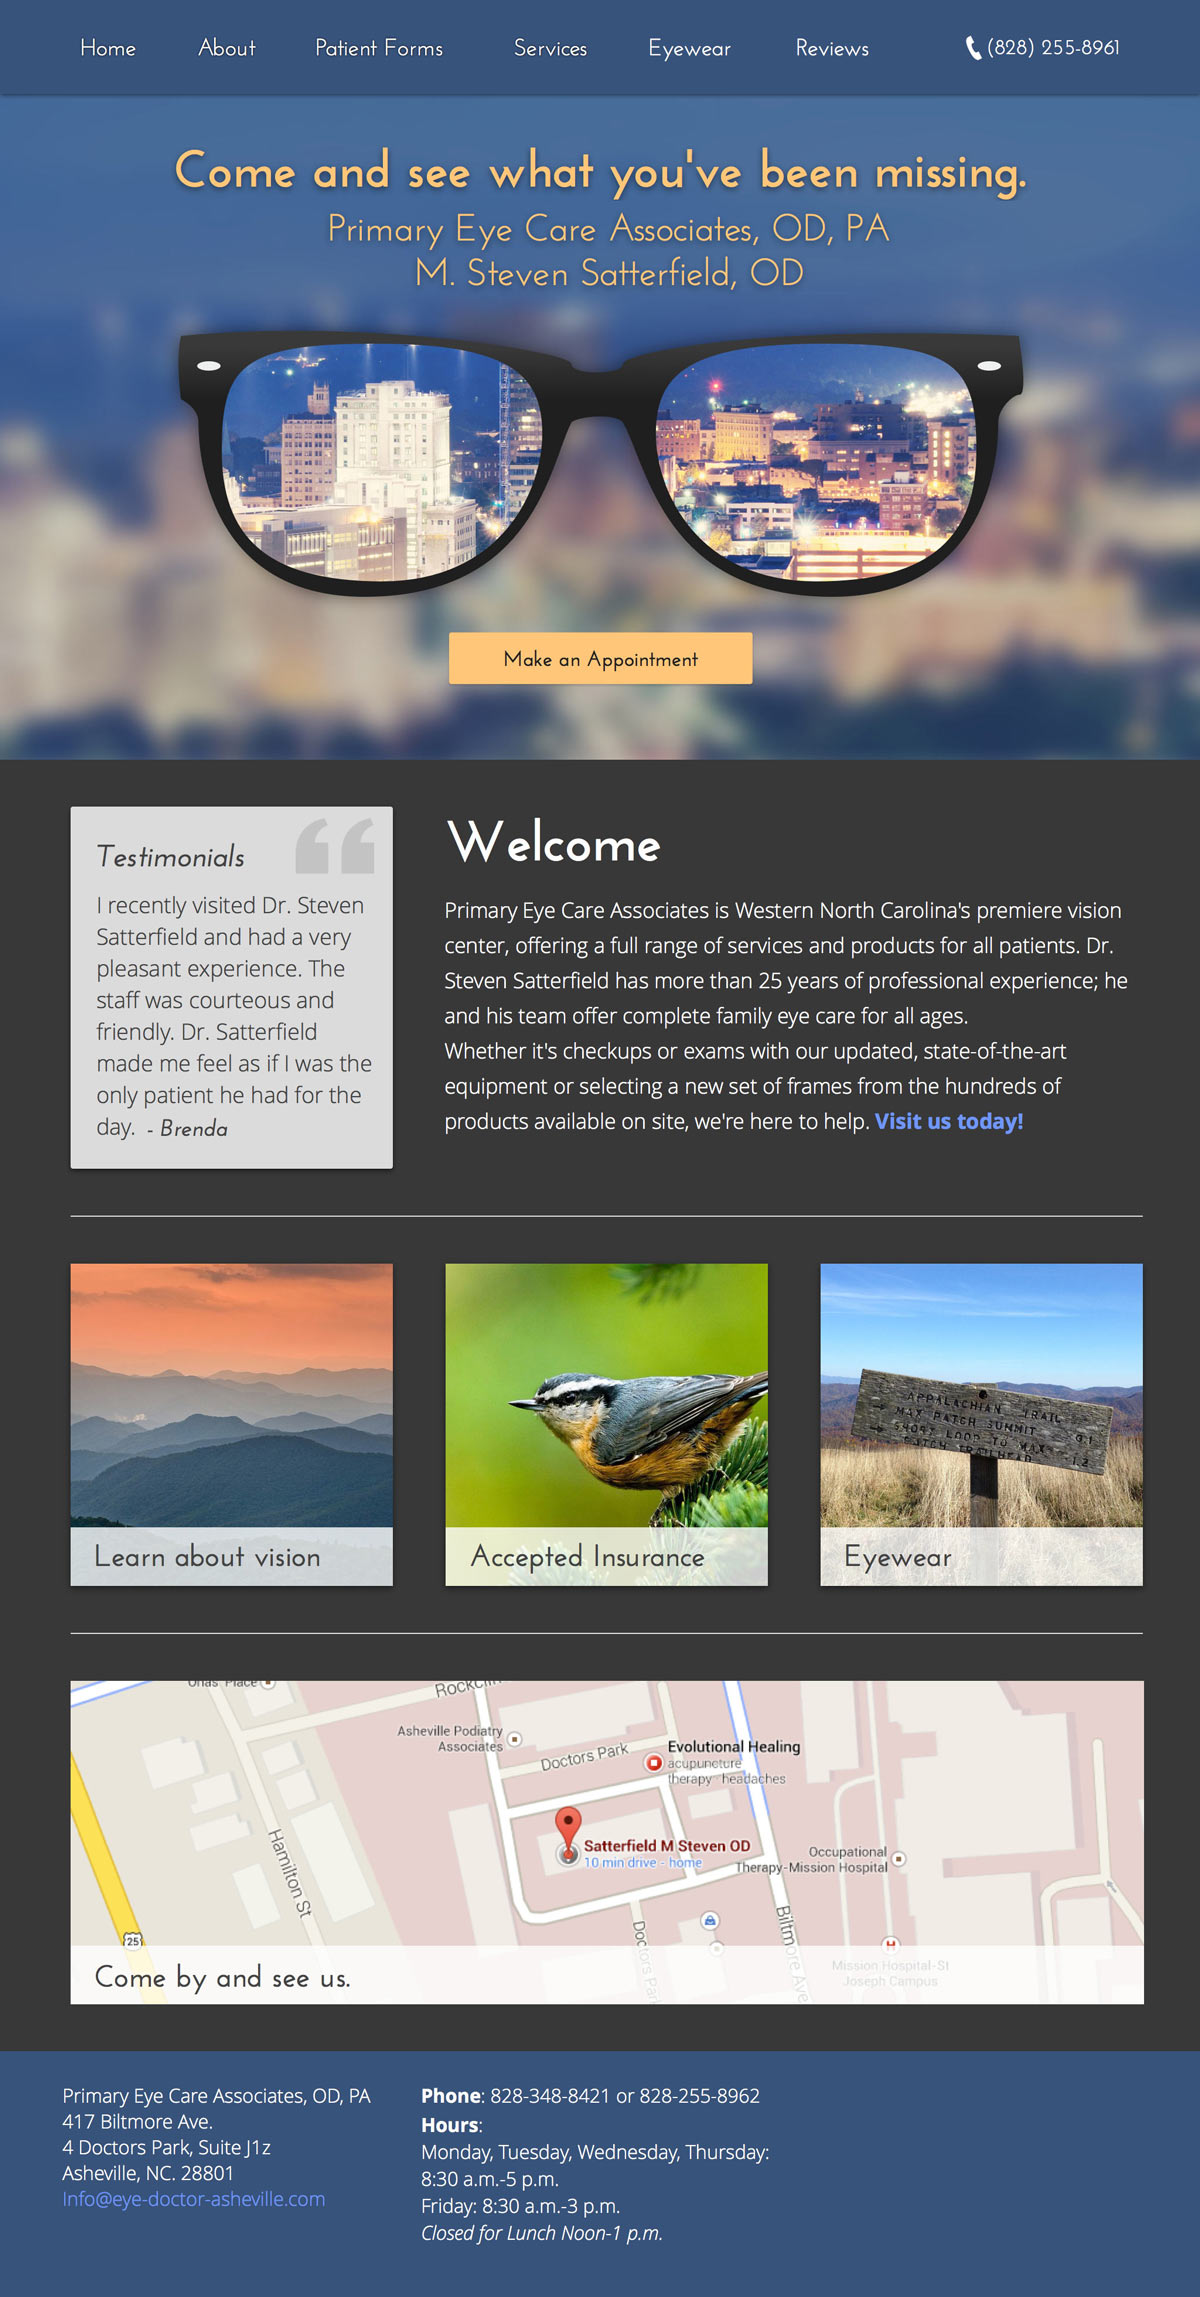 Home About Patient Forms Services Eyewear Reviews (828) 255-8961
Come and see what you've been missing.
Primary Eye Care Associates, OD, PA
M. Steven Satterfield, OD
Make an Appointment
Testimonials
I recently visited Dr. Steven
Satterfield and had a very
pleasant experience. The
staff was courteous and
friendly. Dr. Satterfield
made me feel as if I was the
only patient he had for the
day. - Brenda
Welcome
Primary Eye Care Associates is Western North Carolina's premiere vision
center, offering a full range of services and products for all patients. Dr.
Steven Satterfield has more than 25 years of professional experience; he
and his team offer complete family eye care for all ages.
Whether it's checkups or exams with our updated, state-of-the-art
equipment or selecting a new set of frames from the hundreds of
products available on site, we're here to help. Visit us today!
Learn about vision
Accepted Insurance
APPALACHIAN TRAIL
MAX PATCH SUMMIT 0.1
SHORT LOOP TO MAX
PATCH TRAILHEAD 1.2
Eyewear
Place
Asheville Podiatry
Associates
Doctors Park
Evolutional Healing
acupuncture
therapy headaches
Hamilton St
Satterfield M Steven OD
10 min drive - home
Occupational
Therapy-Mission Hospital
25
Doctors Park
Biltmore Ave
H
Mission Hospital-St
Joseph Campus
Come by and see us.
Primary Eye Care Associates, OD, PA
417 Biltmore Ave.
4 Doctors Park, Suite J1z
Asheville, NC. 28801
Info@eye-doctor-asheville.com
Phone: 828-348-8421 or 828-255-8962
Hours:
Monday, Tuesday, Wednesday, Thursday:
8:30 a.m.-5 p.m.
Friday: 8:30 a.m.-3 p.m.
Closed for Lunch Noon-1 p.m.